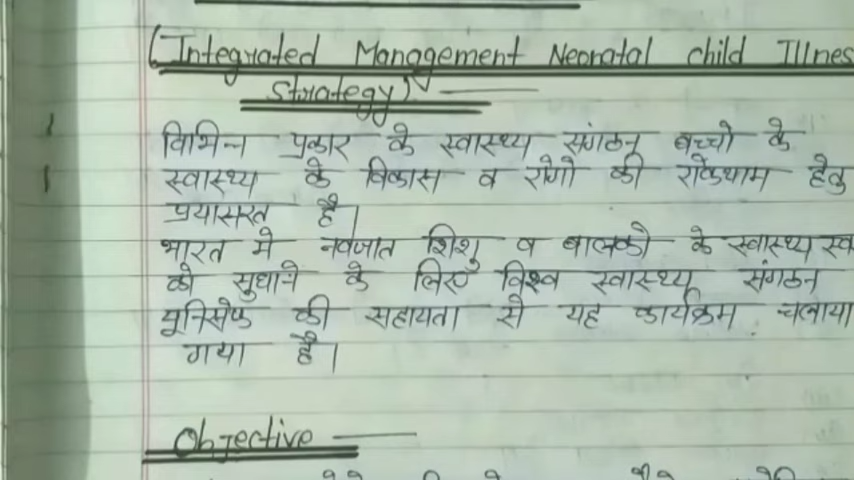 (Integrated Management Neonatal child Illnes
Strategy)
विभिन्न प्रकार के स्वास्थ्य संगठन बच्चो के
स्वास्थ्य के विकास व रोगो की रोकथाम हेतु
प्रयासरत है।
भारत मे नवजात शिशु व बालको के स्वास्थ्य स्त
को सुधारने के लिए विश्व स्वास्थ्य संगठन
यूनिसेफ की सहायता से यह कार्यक्रम चलाया
गया है।
Objective